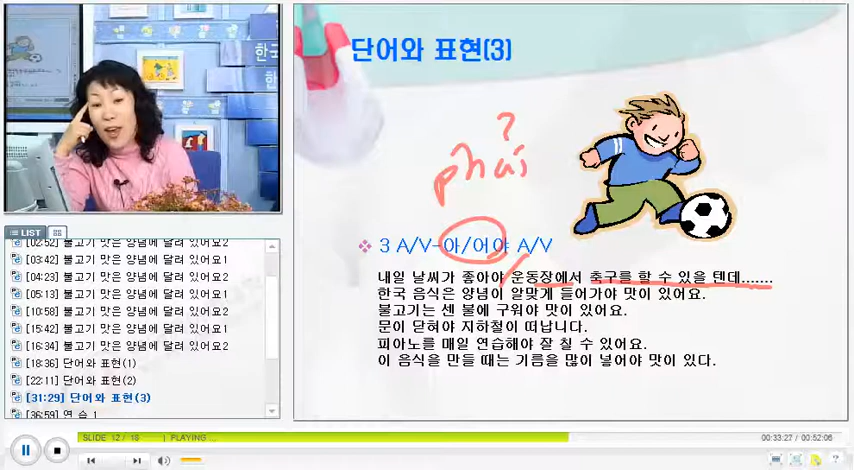 단어와 표현(3)
?
phải
❖ 3 A/V-아/어야 A/V
내일 날씨가 좋아야 운동장에서 축구를 할 수 있을 텐데.......
한국 음식은 양념이 알맞게 들어가야 맛이 있어요.
불고기는 센 불에 구워야 맛이 있어요.
문이 닫혀야 지하철이 떠납니다.
피아노를 매일 연습해야 잘 칠 수 있어요.
이 음식을 만들 때는 기름을 많이 넣어야 맛이 있다.
LIST
[02:52] 불고기 맛은 양념에 달려 있어요2
[03:42] 불고기 맛은 양념에 달려 있어요1
[04:23] 불고기 맛은 양념에 달려 있어요2
[05:13] 불고기 맛은 양념에 달려 있어요1
[10:58] 불고기 맛은 양념에 달려 있어요2
[15:42] 불고기 맛은 양념에 달려 있어요1
[16:34] 불고기 맛은 양념에 달려 있어요2
[18:36] 단어와 표현(1)
[22:11] 단어와 표현(2)
[31:29] 단어와 표현(3)
[36:59] 연 습 1
SLIDE 12 / 18 | PLAYING ...
00:33:27 / 00:52:06